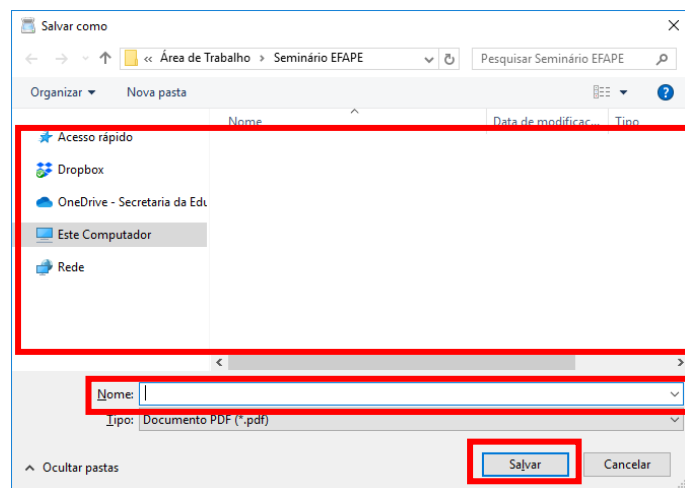 Salvar como
« Área de Trabalho > Seminário EFAPE
Pesquisar Seminário EFAPE
Organizar
Nova pasta
Nome
Data de modificaç...
Tipo
Acesso rápido
Dropbox
OneDrive - Secretaria da Edu
Este Computador
Rede
Nome:
Tipo: Documento PDF (*.pdf)
Ocultar pastas
Salvar
Cancelar